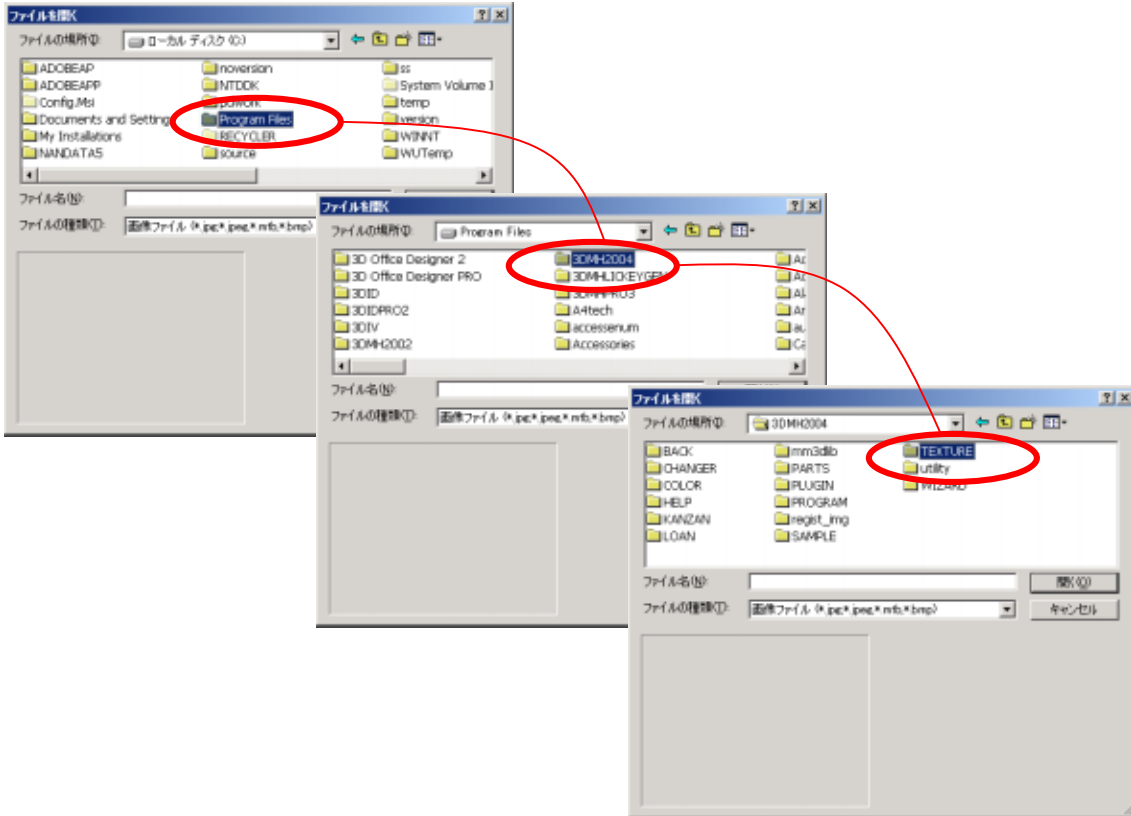 ファイルを開く
ファイルの場所(I): ローカル ディスク (C:)
ADOBEAP noversion ss
ADOBEAPP NTDDK System Volume I
Config.Msi temp
Documents and Setting Program Files version
My Installations RECYCLER WINNT
NANDATA5 source WUTemp
ファイル名(N):
ファイルの種類(T): 画像ファイル (*.jpg;*.jpeg;*.mfb;*.bmp)
ファイルを開く
ファイルの場所(I): Program Files
3D Office Designer 2 3DMH2004
3D Office Designer PRO 3DMHLICKEYGEN
3DID 3DMHPRO3
3DIDPRO2 A4tech
3DIV accessenum
3DMH2002 Accessories
ファイル名(N):
ファイルの種類(T): 画像ファイル (*.jpg;*.jpeg;*.mfb;*.bmp)
ファイルを開く
ファイルの場所(I): 3DMH2004
BACK mm3dlib TEXTURE
CHANGER PARTS utility
COLOR PLUGIN WIZARD
HELP PROGRAM
KANZAN regist_img
LOAN SAMPLE
ファイル名(N): 開く(O)
ファイルの種類(T): 画像ファイル (*.jpg;*.jpeg;*.mfb;*.bmp) キャンセル